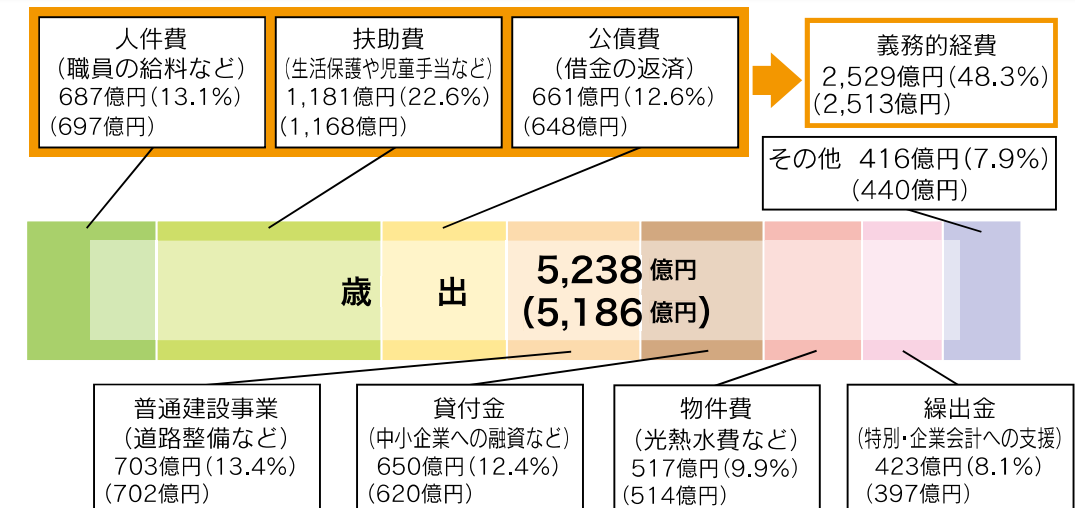 人件費
(職員の給料など)
687億円(13.1%)
(697億円)
扶助費
(生活保護や児童手当など)
1,181億円(22.6%)
(1,168億円)
公債費
(借金の返済)
661億円(12.6%)
(648億円)
義務的経費
2,529億円(48.3%)
(2,513億円)
その他 416億円(7.9%)
(440億円)
歳 出
5,238億円
(5,186億円)
普通建設事業
(道路整備など)
703億円(13.4%)
(702億円)
貸付金
(中小企業への融資など)
650億円(12.4%)
(620億円)
物件費
(光熱水費など)
517億円(9.9%)
(514億円)
繰出金
(特別・企業会計への支援)
423億円(8.1%)
(397億円)